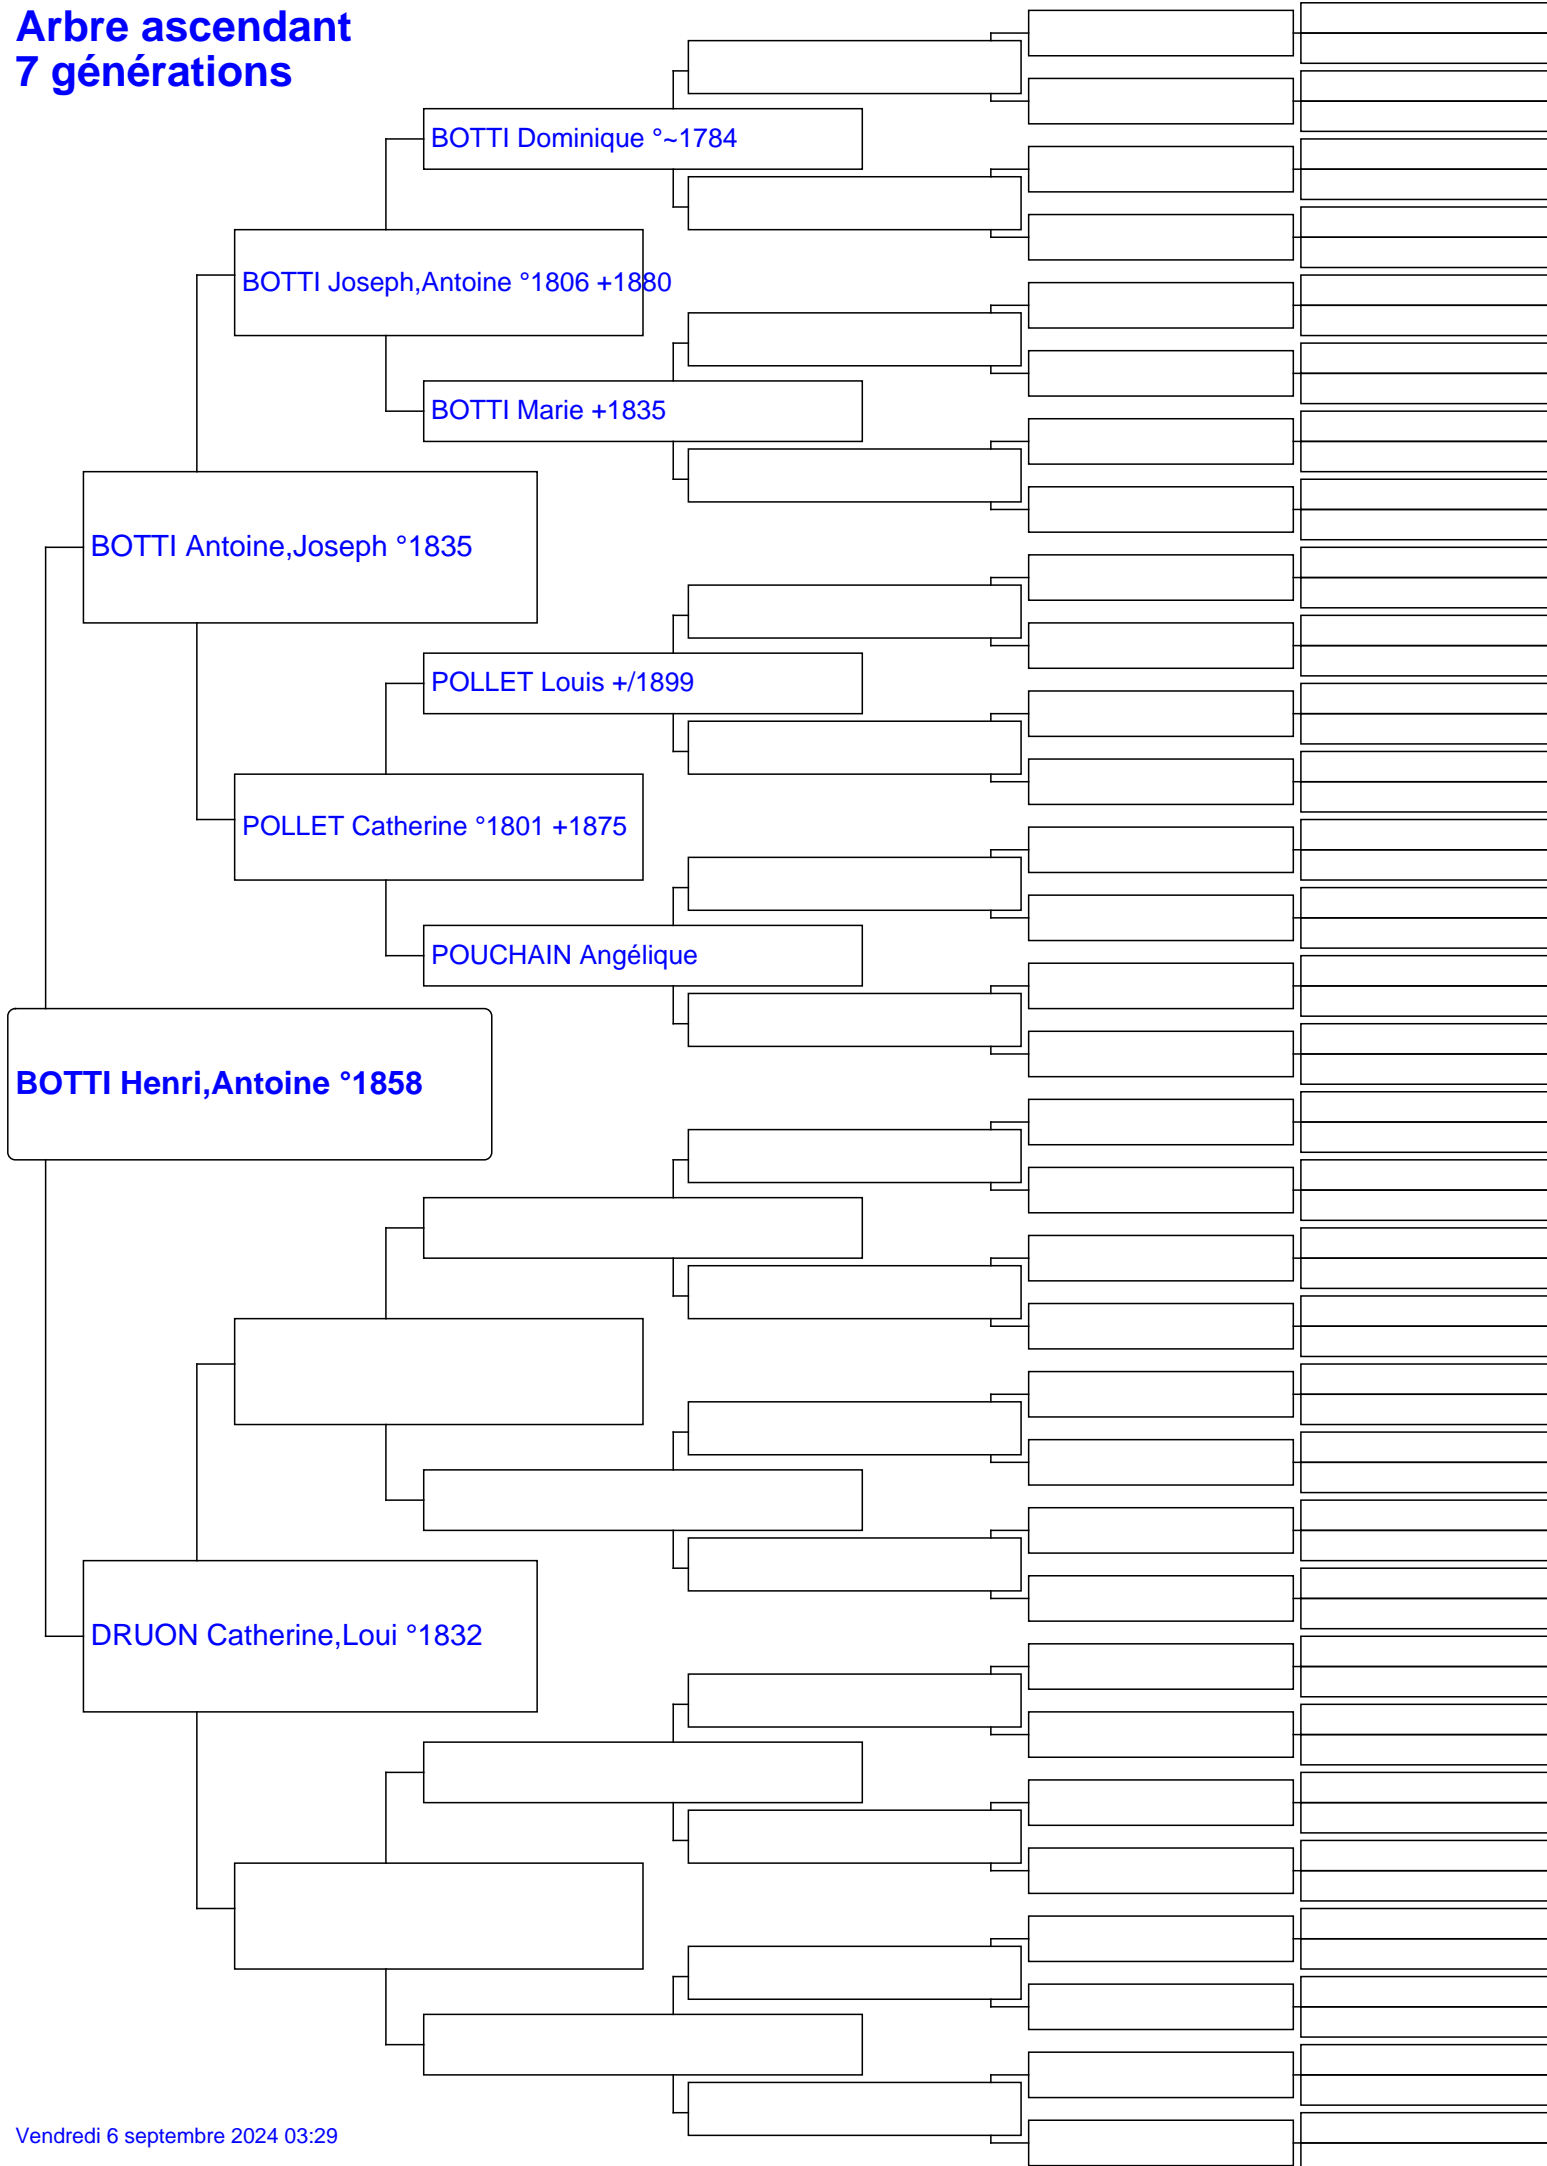 Arbre ascendant
7 générations
BOTTI Dominique °~1784
BOTTI Joseph,Antoine °1806 +1880
BOTTI Marie +1835
BOTTI Antoine,Joseph °1835
POLLET Louis +/1899
POLLET Catherine °1801 +1875
POUCHAIN Angélique
BOTTI Henri,Antoine °1858
DRUON Catherine,Loui °1832
Vendredi 6 septembre 2024 03:29